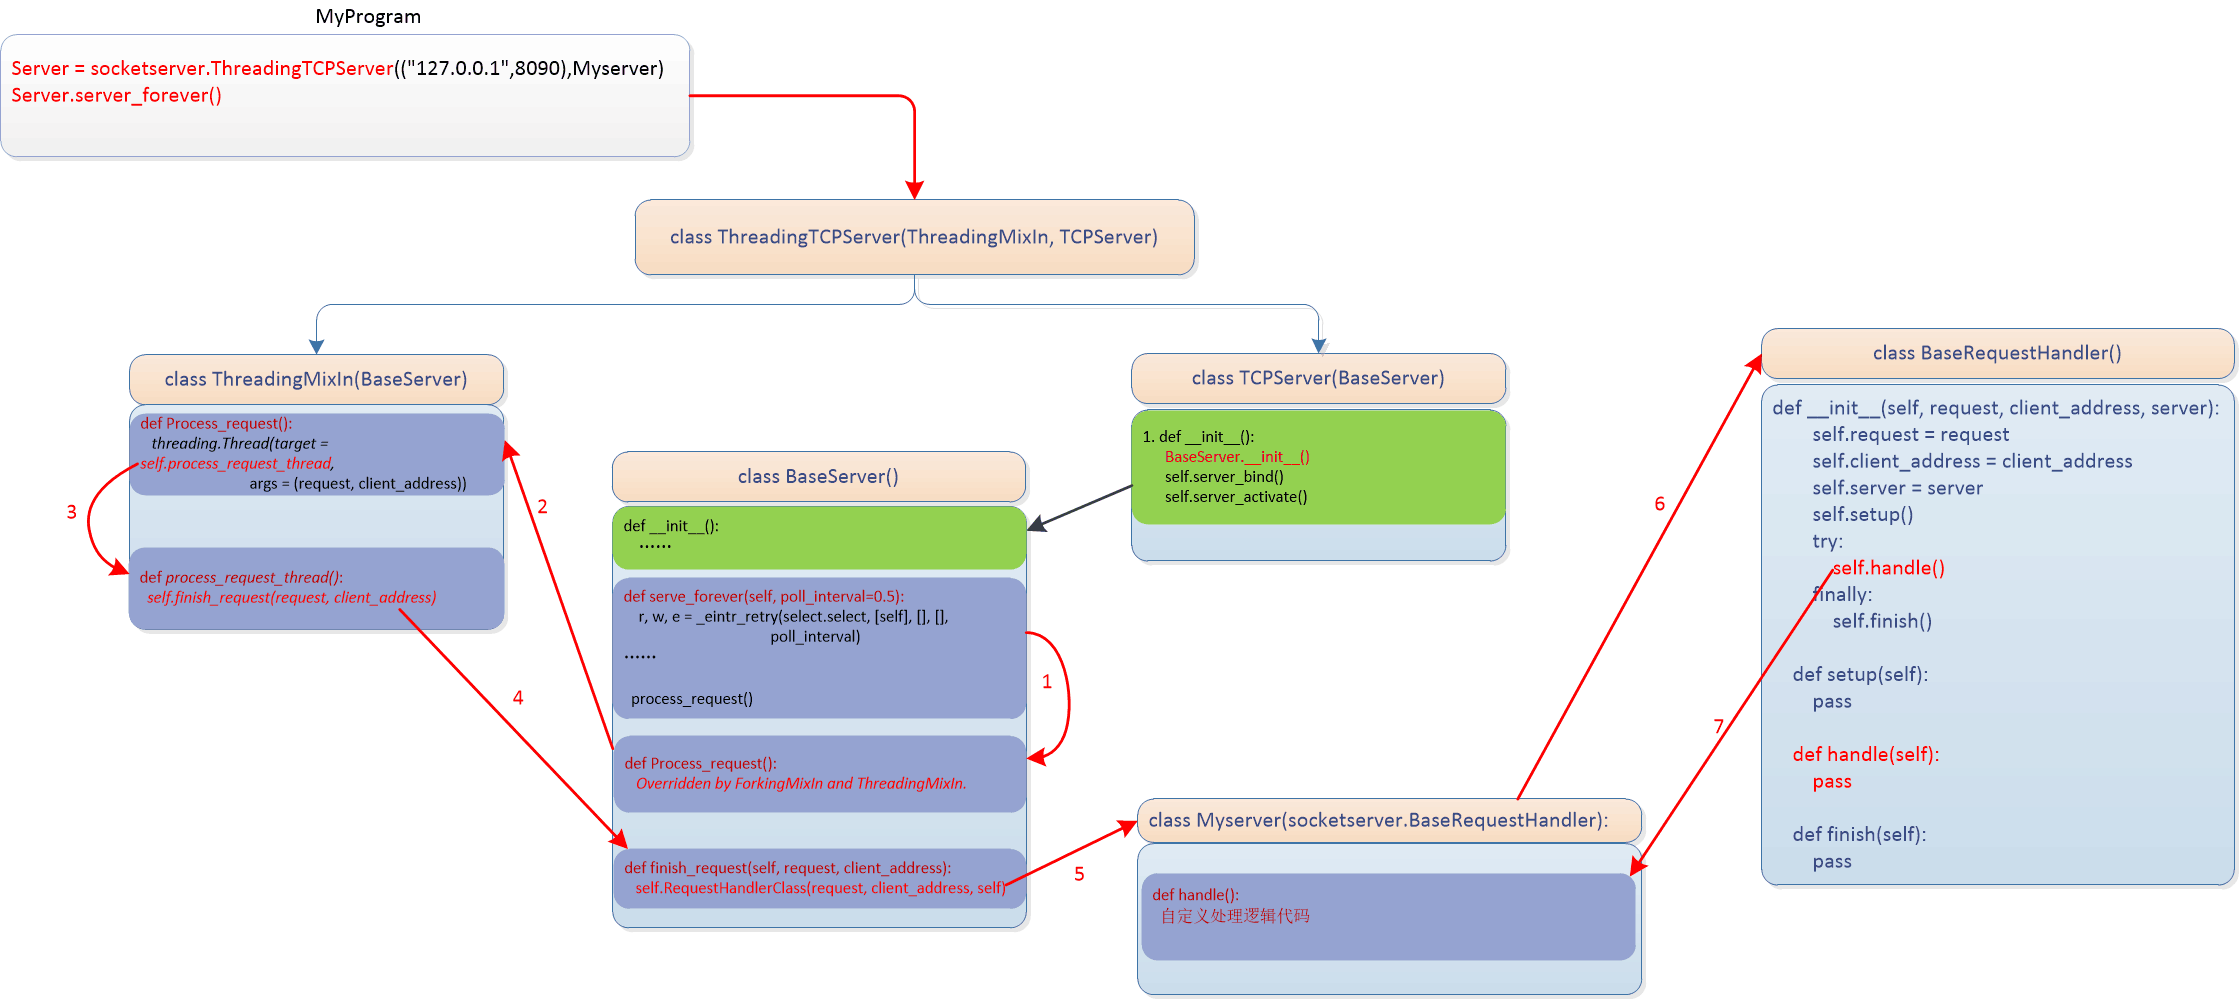 MyProgram
Server = socketserver.ThreadingTCPServer(("127.0.0.1",8090),Myserver)
Server.server_forever()
class ThreadingTCPServer(ThreadingMixIn, TCPServer)
class ThreadingMixIn(BaseServer)
def Process_request():
threading.Thread(target =
self.process_request_thread,
args = (request, client_address))
3
def process_request_thread():
self.finish_request(request, client_address)
2
4
class BaseServer()
def __init__():
......
def serve_forever(self, poll_interval=0.5):
r, w, e = _eintr_retry(select.select, [self], [], [],
poll_interval)
......
process_request()
1
def Process_request():
Overridden by ForkingMixIn and ThreadingMixIn.
def finish_request(self, request, client_address):
self.RequestHandlerClass(request, client_address, self)
5
class TCPServer(BaseServer)
1. def __init__():
BaseServer.__init__()
self.server_bind()
self.server_activate()
class Myserver(socketserver.BaseRequestHandler):
def handle():
自定义处理逻辑代码
6
7
class BaseRequestHandler()
def __init__(self, request, client_address, server):
self.request = request
self.client_address = client_address
self.server = server
self.setup()
try:
self.handle()
finally:
self.finish()
def setup(self):
pass
def handle(self):
pass
def finish(self):
pass